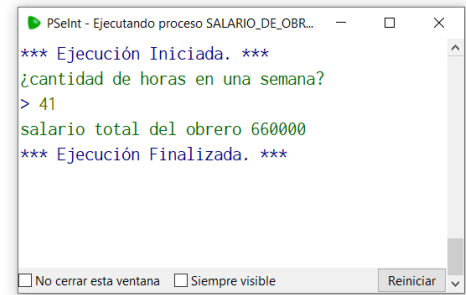 PSeInt - Ejecutando proceso SALARIO_DE_OBR...
*** Ejecución Iniciada. ***
¿cantidad de horas en una semana?
> 41
salario total del obrero 660000
*** Ejecución Finalizada. ***
No cerrar esta ventana Siempre visible Reiniciar